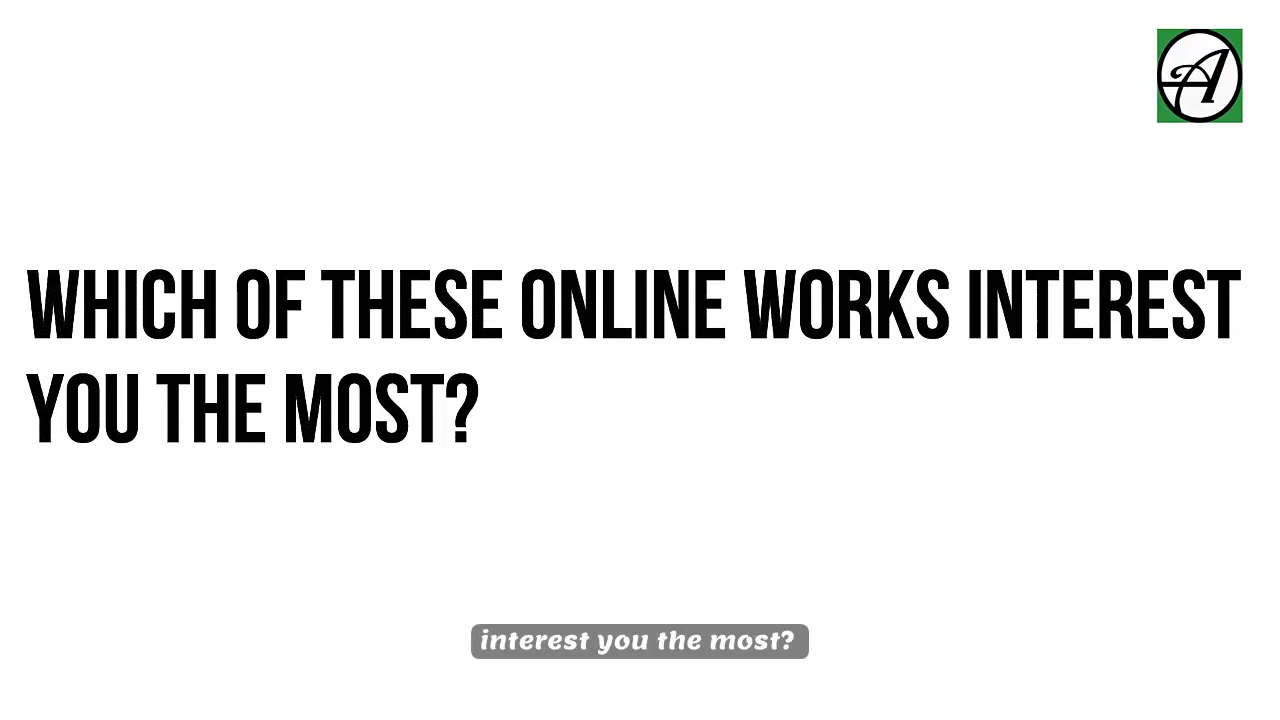 A
WHICH OF THESE ONLINE WORKS INTEREST
YOU THE MOST?
interest you the most?